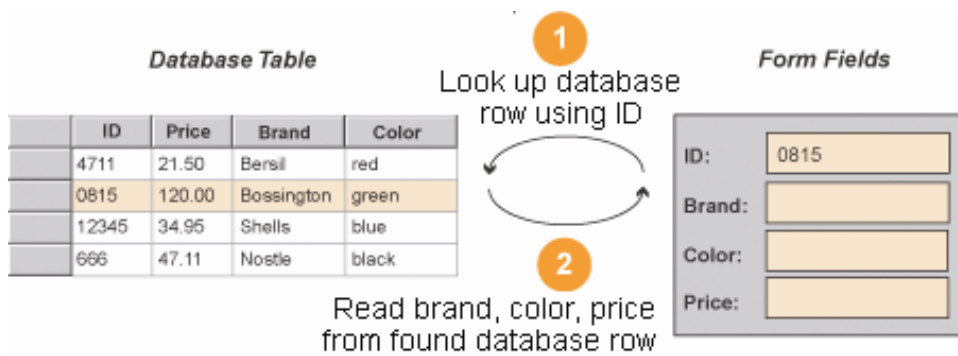 Database Table
1
Look up database
row using ID
Form Fields
ID Price Brand Color
4711 21.50 Bersil red
0815 120.00 Bossington green
12345 34.95 Shells blue
666 47.11 Nostle black
ID: 0815
Brand:
Color:
Price:
2
Read brand, color, price
from found database row